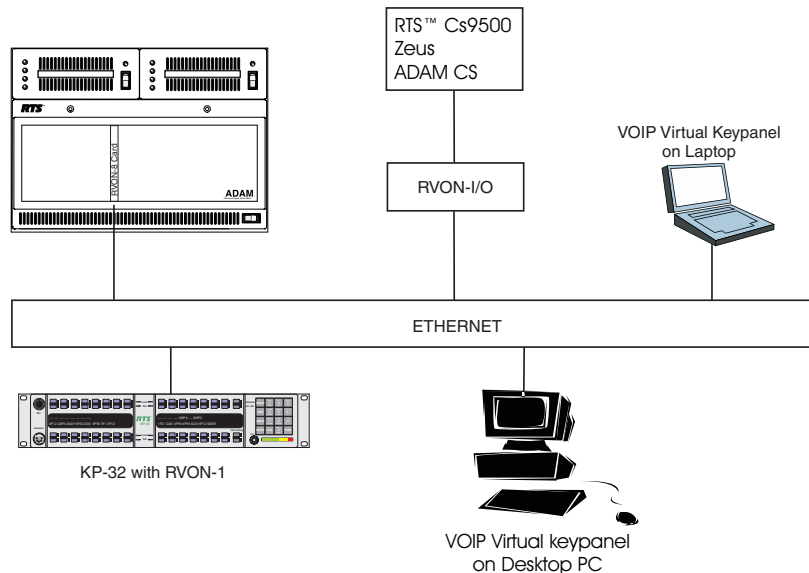 RTS™ Cs9500
Zeus
ADAM CS
RTS
RVON-8 Card
ADAM
RVON-I/O
VOIP Virtual Keypanel
on Laptop
ETHERNET
RTS
KP-32 with RVON-1
VOIP Virtual keypanel
on Desktop PC